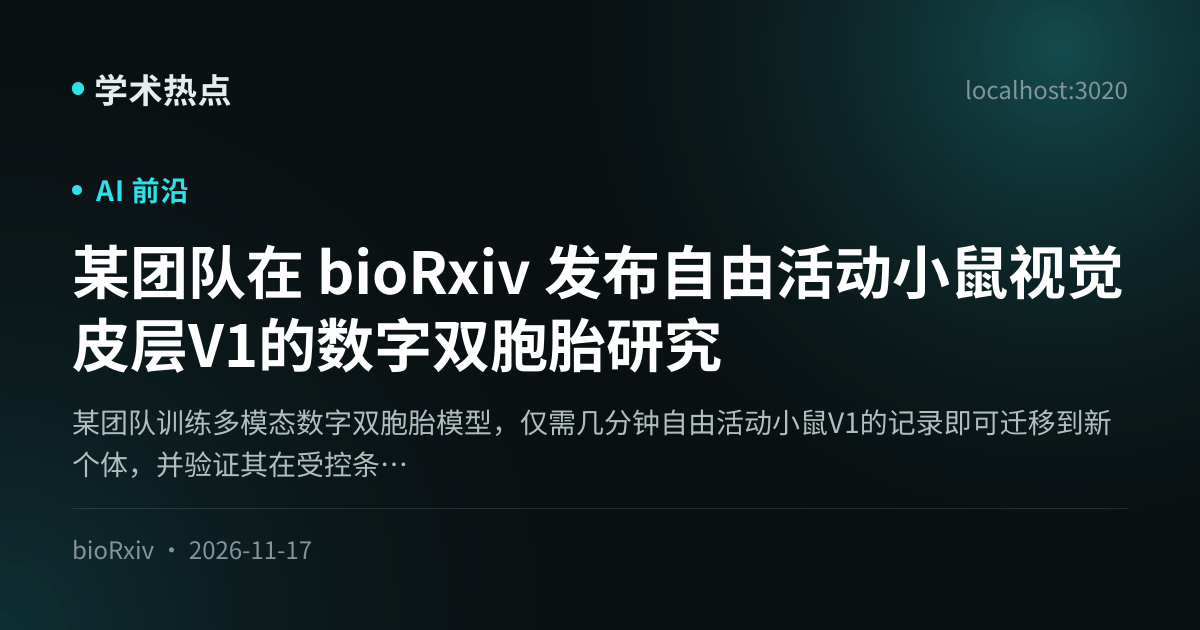 学术热点
localhost:3020
AI 前沿
某团队在 bioRxiv 发布自由活动小鼠视觉
皮层V1的数字双胞胎研究
某团队训练多模态数字双胞胎模型，仅需几分钟自由活动小鼠V1的记录即可迁移到新
个体，并验证其在受控条…
bioRxiv · 2026-11-17